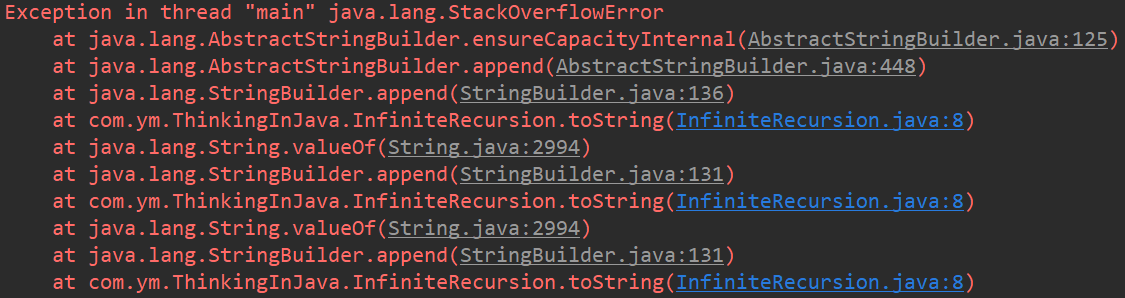 Exception in thread "main" java.lang.StackOverflowError
at java.lang.AbstractStringBuilder.ensureCapacityInternal(AbstractStringBuilder.java:125)
at java.lang.AbstractStringBuilder.append(AbstractStringBuilder.java:448)
at java.lang.StringBuilder.append(StringBuilder.java:136)
at com.ym.ThinkingInJava.InfiniteRecursion.toString(InfiniteRecursion.java:8)
at java.lang.String.valueOf(String.java:2994)
at java.lang.StringBuilder.append(StringBuilder.java:131)
at com.ym.ThinkingInJava.InfiniteRecursion.toString(InfiniteRecursion.java:8)
at java.lang.String.valueOf(String.java:2994)
at java.lang.StringBuilder.append(StringBuilder.java:131)
at com.ym.ThinkingInJava.InfiniteRecursion.toString(InfiniteRecursion.java:8)